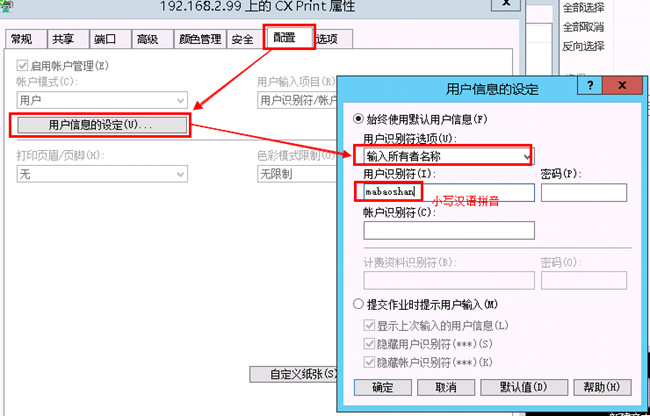 192.168.2.99 上的 CX Print 属性
x
全部选择
全部取消
反向选择
常规 共享 端口 高级 颜色管理 安全 配置 选项
启用帐户管理(E)
帐户模式(C):
用户输入项目(R):
用户
用户识别符/帐户
用户信息的设定(U)...
打印页眉/页脚(H):
色彩模式限制(
无
无限制
自定义纸张(S)
用户信息的设定
? x
始终使用默认用户信息(F)
用户识别符选项(U):
输入所有者名称
用户识别符(I):
密码(P):
mabaoshan
小写汉语拼音
帐户识别符(C):
计费资料识别符(B):
密码(O):
提交作业时提示用户输入(M)
显示上次输入的用户信息(L)
隐藏用户识别符(***)(S)
隐藏帐户识别符(***)(K)
确定 取消 默认值(D) 帮助(H)